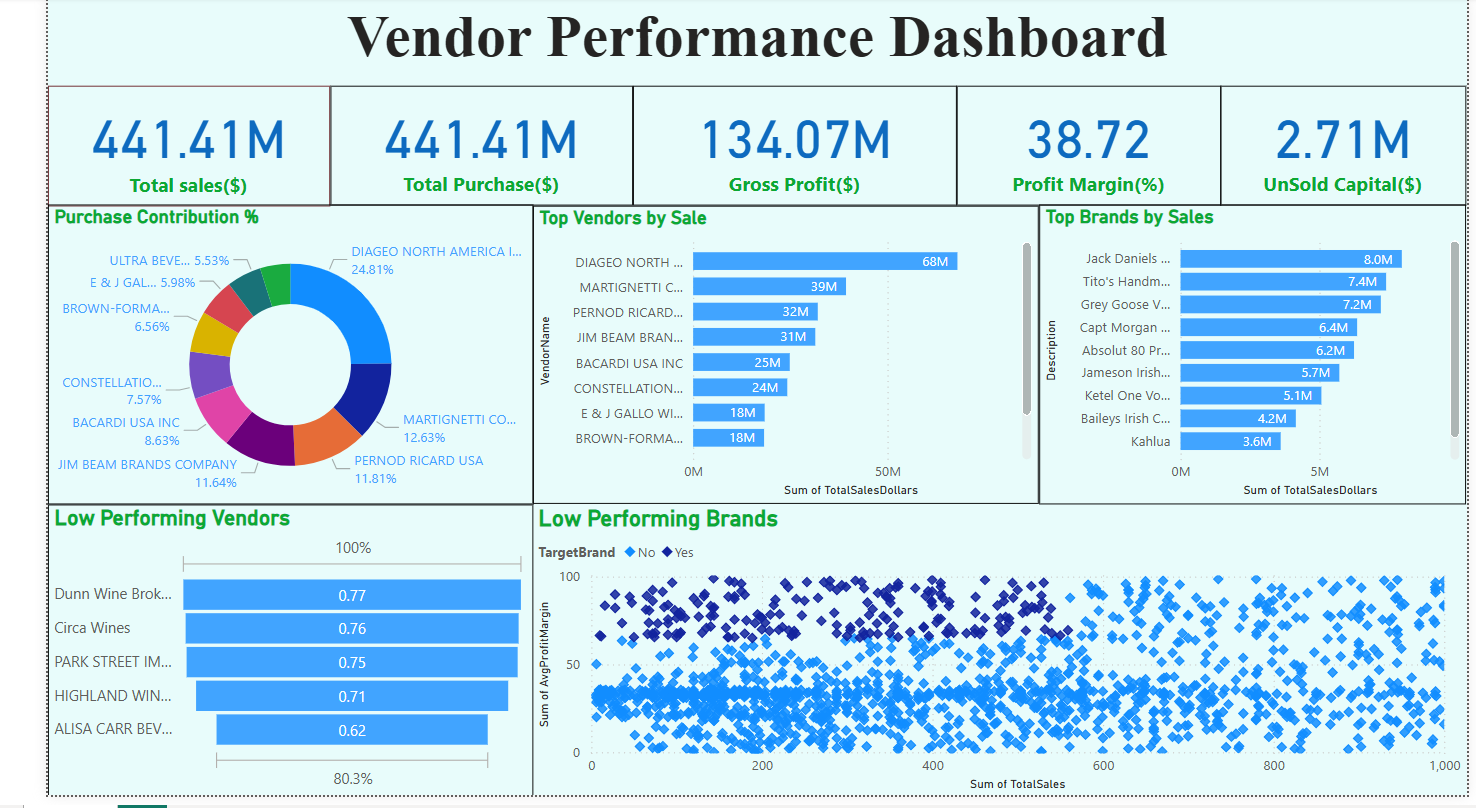 Vendor Performance Dashboard
441.41M
Total sales($)
441.41M
Total Purchase($)
134.07M
Gross Profit($)
38.72
Profit Margin(%)
2.71M
UnSold Capital($)
Purchase Contribution %
DIAGEO NORTH AMERICA I...
24.81%
MARTIGNETTI CO...
12.63%
PERNOD RICARD USA
11.81%
JIM BEAM BRANDS COMPANY
11.64%
BACARDI USA INC
8.63%
CONSTELLATIO...
7.57%
BROWN-FORMA...
6.56%
E & J GAL... 5.98%
ULTRA BEVE... 5.53%
Top Vendors by Sale
VendorName
DIAGEO NORTH ... 68M
MARTIGNETTI C... 39M
PERNOD RICARD... 32M
JIM BEAM BRAN... 31M
BACARDI USA INC 25M
CONSTELLATION... 24M
E & J GALLO WI... 18M
BROWN-FORMA... 18M
0M 50M
Sum of TotalSalesDollars
Top Brands by Sales
Description
Jack Daniels ... 8.0M
Tito's Handm... 7.4M
Grey Goose V... 7.2M
Capt Morgan ... 6.4M
Absolut 80 Pr... 6.2M
Jameson Irish... 5.7M
Ketel One Vo... 5.1M
Baileys Irish C... 4.2M
Kahlua 3.6M
0M 5M
Sum of TotalSalesDollars
Low Performing Vendors
100%
Dunn Wine Brok... 0.77
Circa Wines 0.76
PARK STREET IM... 0.75
HIGHLAND WIN... 0.71
ALISA CARR BEV... 0.62
80.3%
Low Performing Brands
TargetBrand No Yes
Sum of AvgProfitMargin
100
50
0
0 200 400 600 800 1,000
Sum of TotalSales